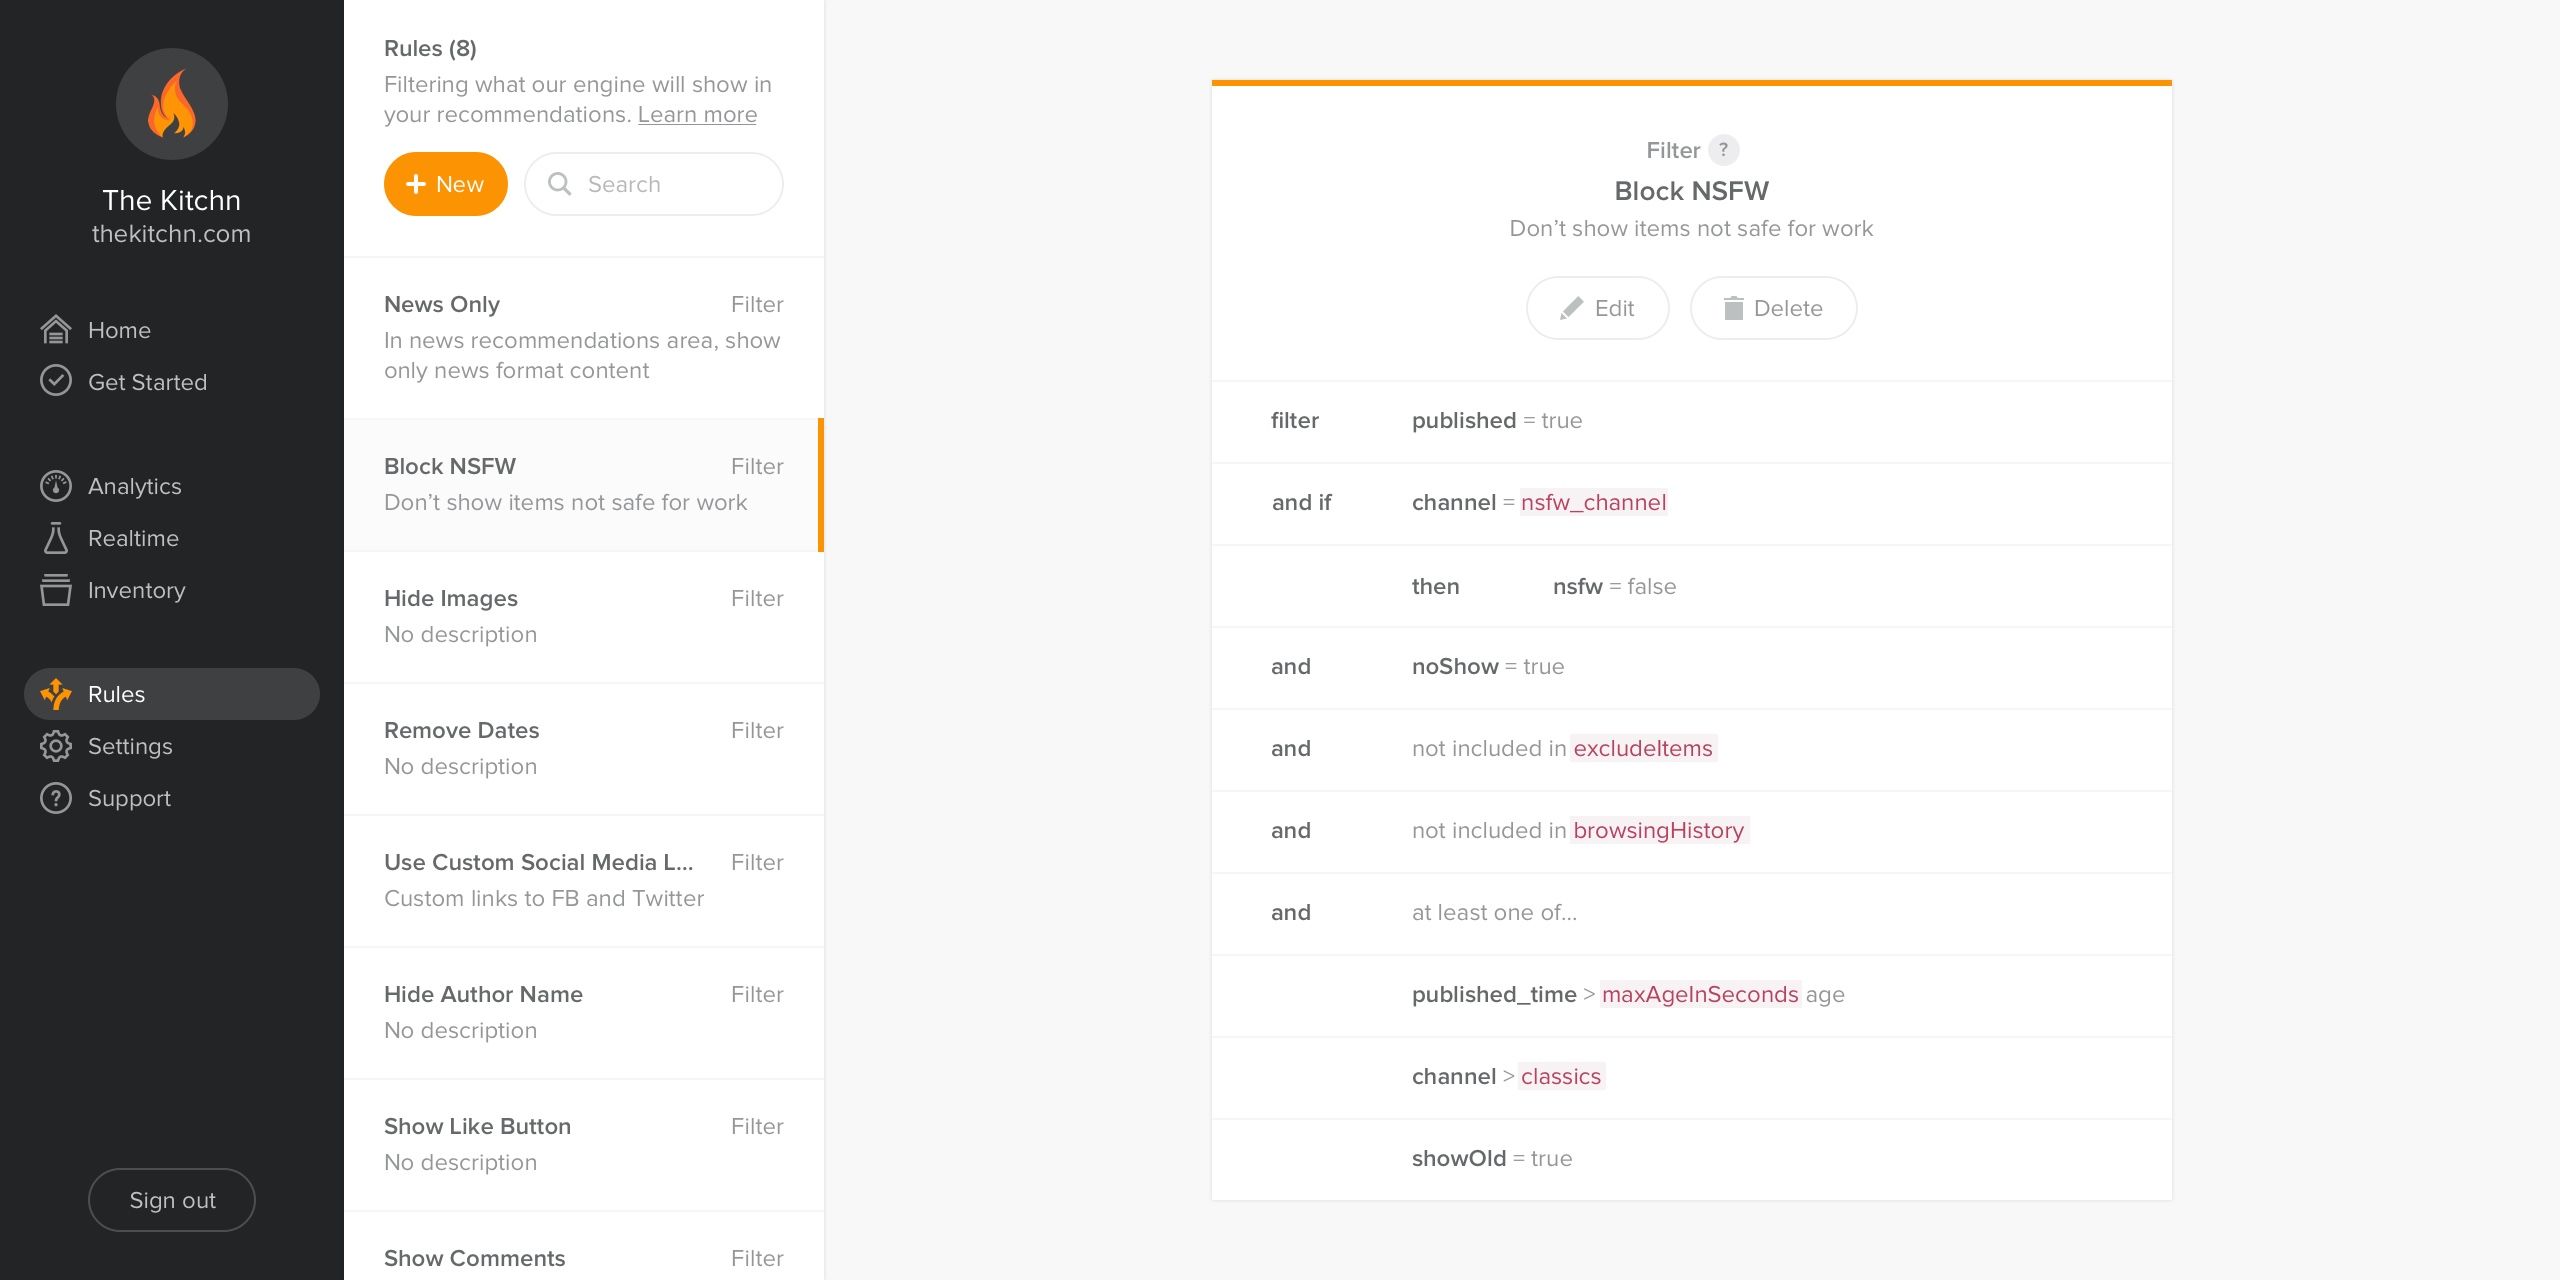 The Kitchn
thekitchn.com
Home
Get Started
Analytics
Realtime
Inventory
Rules
Settings
Support
Sign out
Rules (8)
Filtering what our engine will show in
your recommendations. Learn more
New
Search
News Only Filter
In news recommendations area, show
only news format content
Block NSFW Filter
Don’t show items not safe for work
Hide Images Filter
No description
Remove Dates Filter
No description
Use Custom Social Media L... Filter
Custom links to FB and Twitter
Hide Author Name Filter
No description
Show Like Button Filter
No description
Show Comments Filter
Filter ?
Block NSFW
Don’t show items not safe for work
Edit Delete
filter published = true
and if channel = nsfw_channel
then nsfw = false
and noShow = true
and not included in excludeItems
and not included in browsingHistory
and at least one of...
published_time > maxAgeInSeconds age
channel > classics
showOld = true